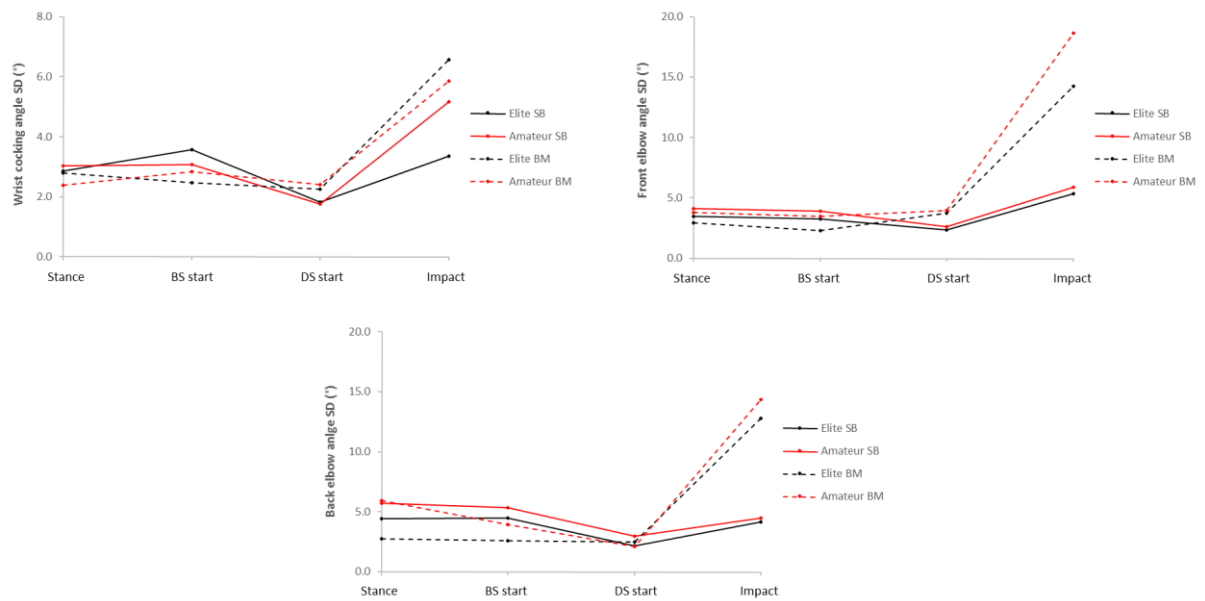 8.0
6.0
4.0
2.0
0.0
Wrist cocking angle SD (°)
Stance BS start DS start Impact
Elite SB
Amateur SB
Elite BM
Amateur BM
20.0
15.0
10.0
5.0
0.0
Front elbow angle SD (°)
Stance BS start DS start Impact
Elite SB
Amateur SB
Elite BM
Amateur BM
20.0
15.0
10.0
5.0
0.0
Back elbow anlge SD (°)
Stance BS start DS start Impact
Elite SB
Amateur SB
Elite BM
Amateur BM